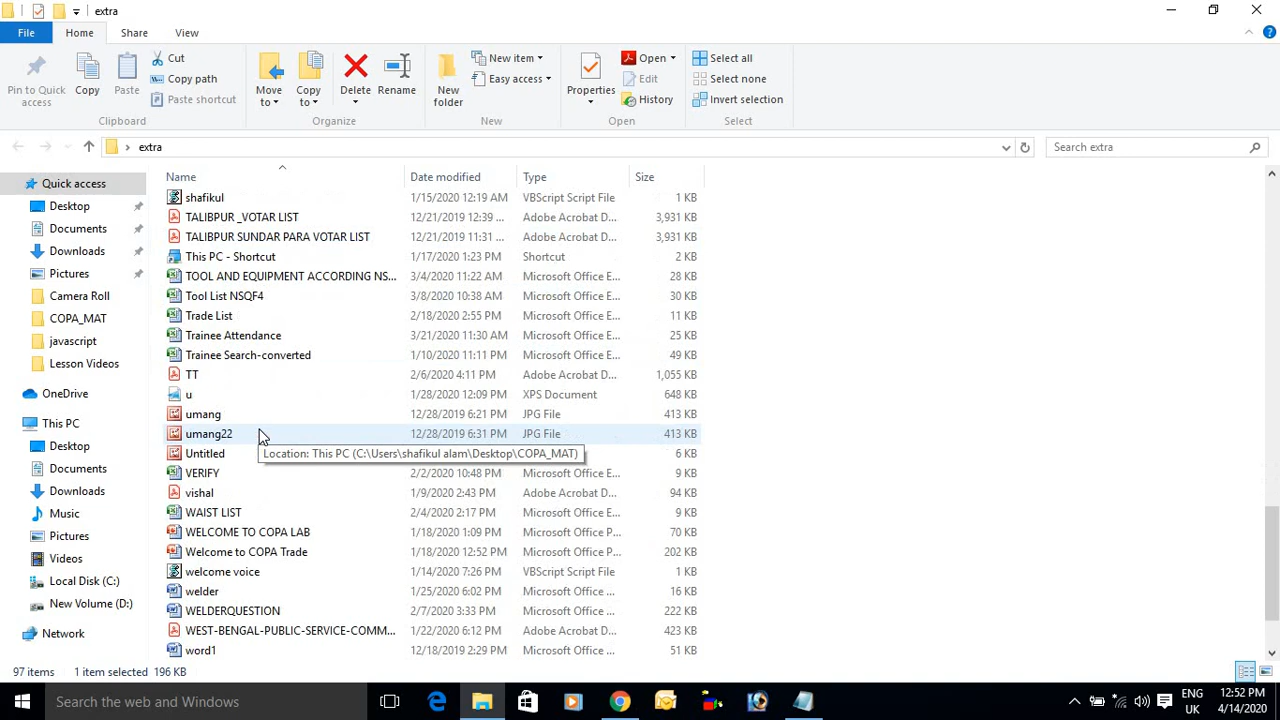 extra
File Home Share View
Pin to Quick access
Copy
Paste
Cut
Copy path
Paste shortcut
Clipboard
Move to
Copy to
Delete
Rename
Organize
New folder
New item
Easy access
New
Properties
Open
Edit
History
Open
Select all
Select none
Invert selection
Select
extra
Search extra
Quick access
Desktop
Documents
Downloads
Pictures
Camera Roll
COPA_MAT
javascript
Lesson Videos
OneDrive
This PC
Desktop
Documents
Downloads
Music
Pictures
Videos
Local Disk (C:)
New Volume (D:)
Network
Name Date modified Type Size
shafikul 1/15/2020 12:19 AM VBScript Script File 1 KB
TALIBPUR _VOTAR LIST 12/21/2019 12:39 ... Adobe Acrobat D... 3,931 KB
TALIBPUR SUNDAR PARA VOTAR LIST 12/21/2019 11:31 ... Adobe Acrobat D... 3,931 KB
This PC - Shortcut 1/17/2020 1:23 PM Shortcut 2 KB
TOOL AND EQUIPMENT ACCORDING NS... 3/4/2020 11:22 AM Microsoft Office E... 28 KB
Tool List NSQF4 3/8/2020 10:38 AM Microsoft Office E... 30 KB
Trade List 2/18/2020 2:55 PM Microsoft Office E... 11 KB
Trainee Attendance 3/21/2020 11:30 AM Microsoft Office E... 25 KB
Trainee Search-converted 1/10/2020 11:11 PM Microsoft Office E... 49 KB
TT 2/6/2020 4:11 PM Adobe Acrobat D... 1,055 KB
u 1/28/2020 12:09 PM XPS Document 648 KB
umang 12/28/2019 6:21 PM JPG File 413 KB
umang22 12/28/2019 6:31 PM JPG File 413 KB
Untitled 6 KB
Location: This PC (C:\Users\shafikul alam\Desktop\COPA_MAT)
VERIFY 2/2/2020 10:48 PM Microsoft Office E... 9 KB
vishal 1/9/2020 2:43 PM Adobe Acrobat D... 94 KB
WAIST LIST 2/4/2020 2:17 PM Microsoft Office E... 9 KB
WELCOME TO COPA LAB 1/18/2020 1:09 PM Microsoft Office P... 70 KB
Welcome to COPA Trade 1/18/2020 12:52 PM Microsoft Office P... 202 KB
welcome voice 1/14/2020 7:26 PM VBScript Script File 1 KB
welder 1/25/2020 6:02 PM Microsoft Office ... 16 KB
WELDERQUESTION 2/7/2020 3:33 PM Microsoft Office ... 222 KB
WEST-BENGAL-PUBLIC-SERVICE-COMM... 1/22/2020 6:12 PM Adobe Acrobat D... 423 KB
word1 12/18/2019 2:29 PM Microsoft Office ... 51 KB
97 items 1 item selected 196 KB
Search the web and Windows
ENG
UK
12:52 PM
4/14/2020